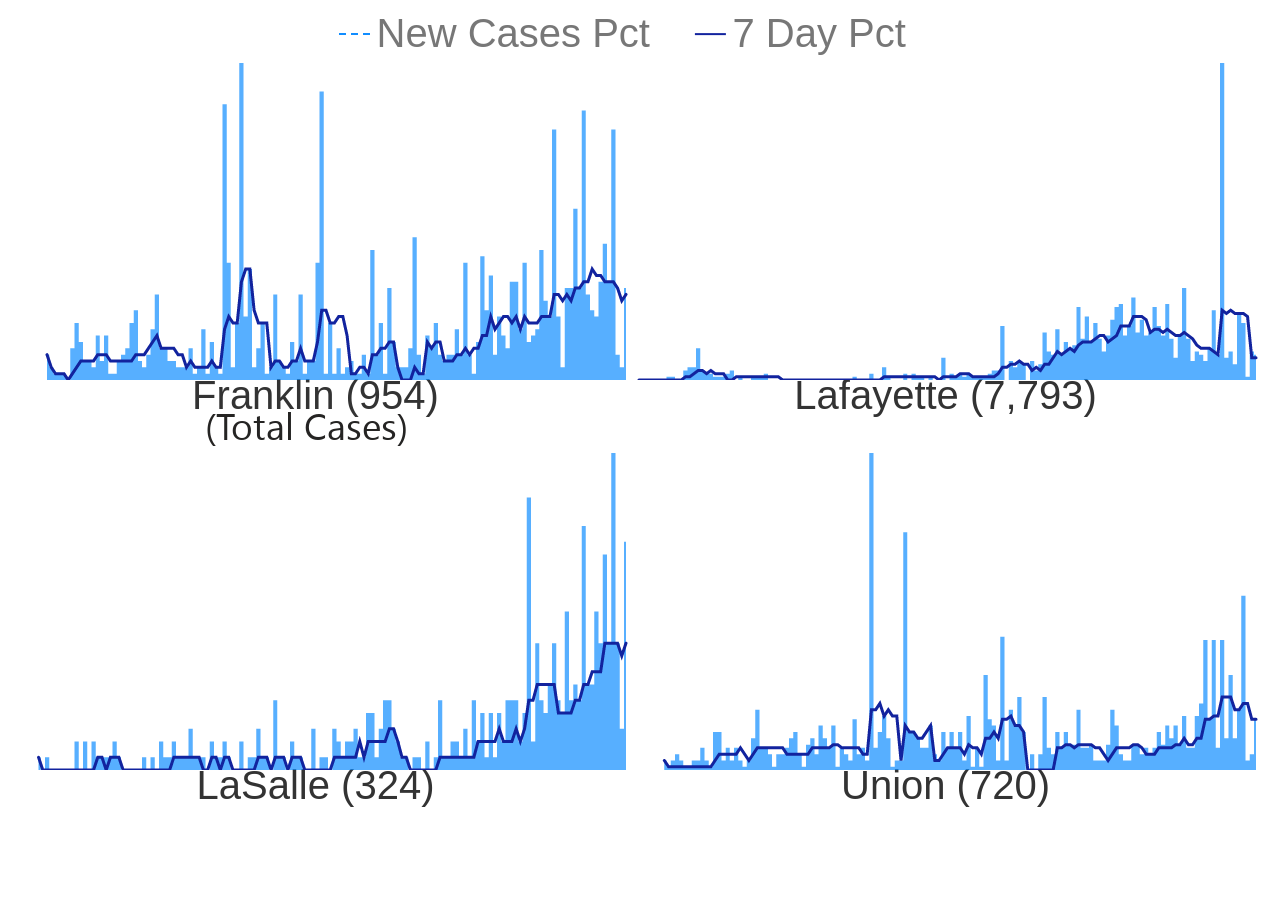 New Cases Pct 7 Day Pct
Franklin (954) Lafayette (7,793)
(Total Cases)
LaSalle (324) Union (720)